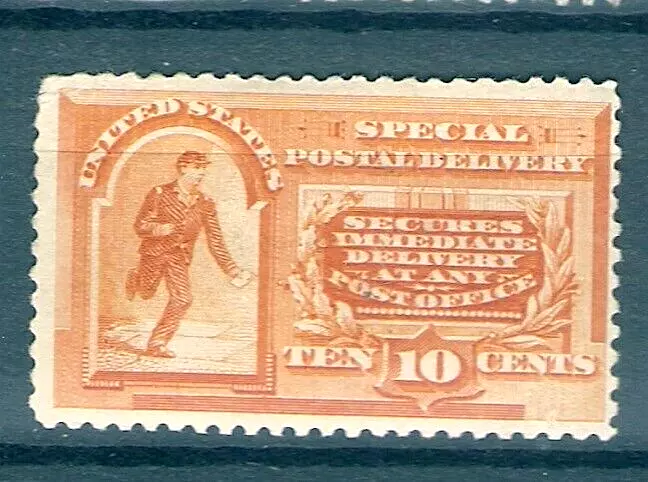 UNITED STATES
SPECIAL
POSTAL DELIVERY
SECURES
IMMEDIATE
DELIVERY
AT ANY
POST OFFICE
TEN 10 CENTS